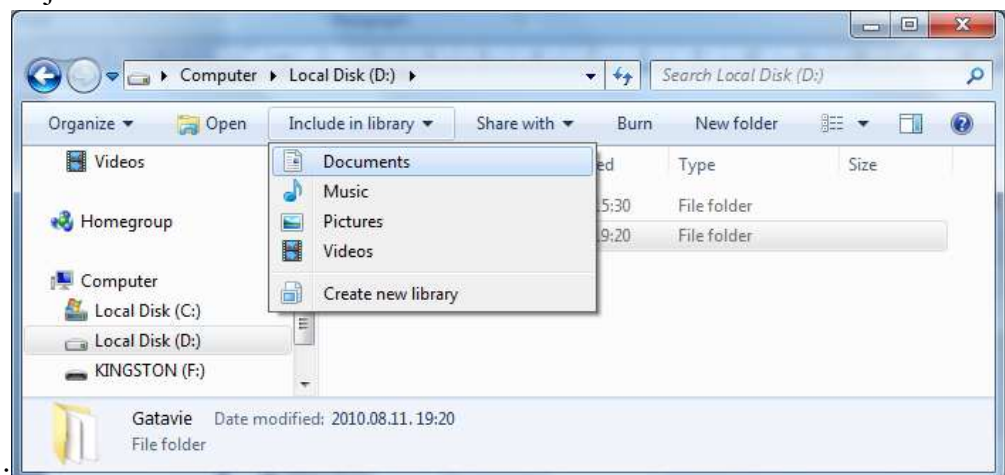 Computer Local Disk (D:) Search Local Disk (D:)
Organize Open Include in library Share with Burn New folder
Videos Documents ed Type Size
Music
Homegroup Pictures 5:30 File folder
Videos 9:20 File folder
Computer
Local Disk (C:) Create new library
Local Disk (D:)
KINGSTON (F:)
Gatavie Date modified: 2010.08.11. 19:20
File folder
.